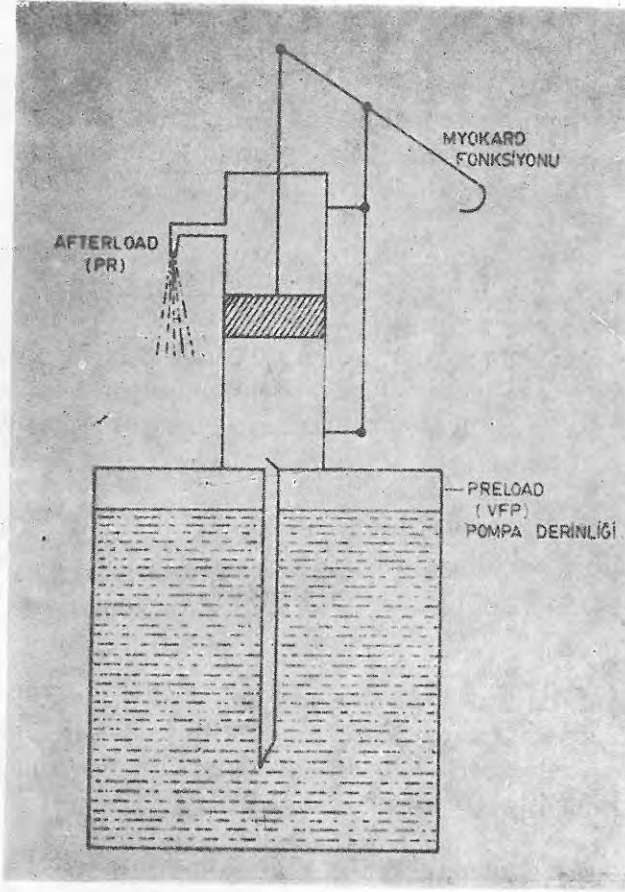 MYOKARD
FONKSİYONU
AFTERLOAD
(PR)
PRELOAD
(VFP)
POMPA DERİNLİĞİ